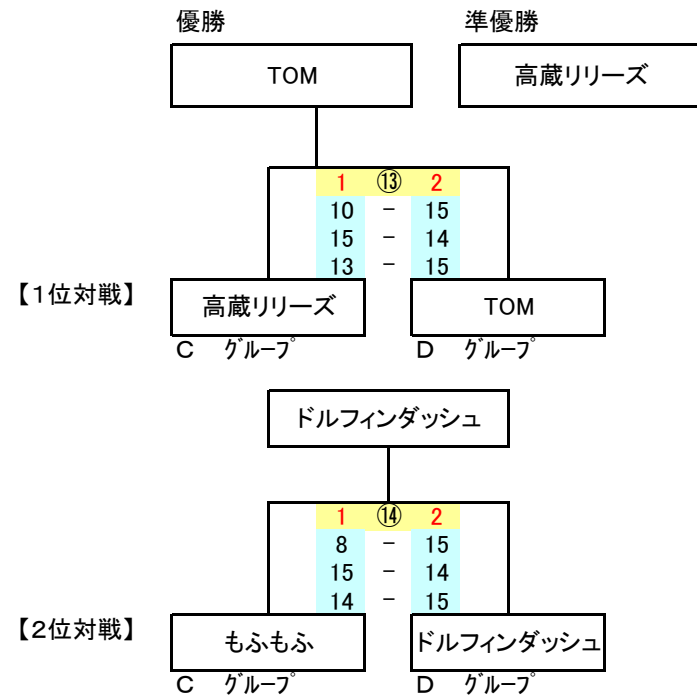 優勝 準優勝
TOM 高蔵リリーズ
1 ⑬ 2
10 − 15
15 − 14
13 − 15
【1位対戦】 高蔵リリーズ TOM
C グループ D グループ
ドルフィンダッシュ
1 ⑭ 2
8 − 15
15 − 14
14 − 15
【2位対戦】 もふもふ ドルフィンダッシュ
C グループ D グループ